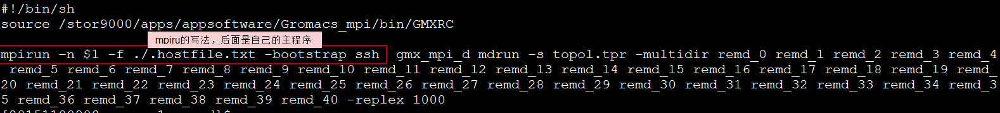 #!/bin/sh
source /stor9000/apps/appsoftware/Gromacs_mpi/bin/GMXRC
mpiru的写法，后面是自己的主程序
mpirun -n $1 -f ./.hostfile.txt -bootstrap ssh  gmx_mpi_d mdrun -s topol.tpr -multidir remd_0 remd_1 remd_2 remd_3 remd_4
remd_5 remd_6 remd_7 remd_8 remd_9 remd_10 remd_11 remd_12 remd_13 remd_14 remd_15 remd_16 remd_17 remd_18 remd_19 remd_
20 remd_21 remd_22 remd_23 remd_24 remd_25 remd_26 remd_27 remd_28 remd_29 remd_30 remd_31 remd_32 remd_33 remd_34 remd_3
5 remd_36 remd_37 remd_38 remd_39 remd_40 -replex 1000